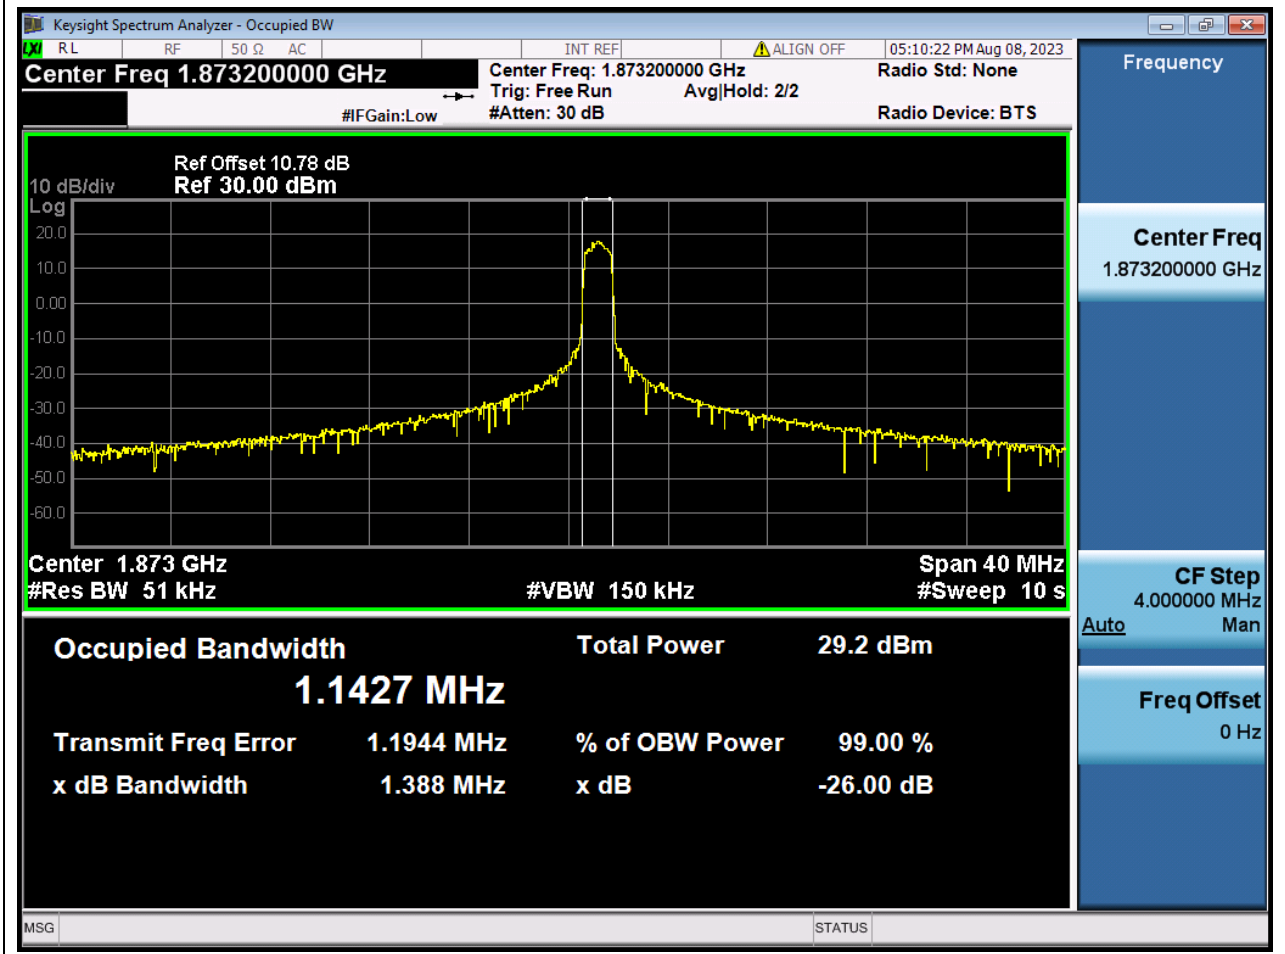 Keysight Spectrum Analyzer - Occupied BW
LXI RL RF 50 Ω AC INT REF ALIGN OFF 05:10:22 PM Aug 08, 2023
Center Freq 1.873200000 GHz
Center Freq: 1.873200000 GHz
Radio Std: None
Trig: Free Run Avg|Hold: 2/2
#IFGain:Low
#Atten: 30 dB
Radio Device: BTS
Ref Offset 10.78 dB
10 dB/div Ref 30.00 dBm
Log
20.0
10.0
0.00
-10.0
-20.0
-30.0
-40.0
-50.0
-60.0
Center 1.873 GHz Span 40 MHz
#Res BW 51 kHz #VBW 150 kHz #Sweep 10 s
Occupied Bandwidth Total Power 29.2 dBm
1.1427 MHz
Transmit Freq Error 1.1944 MHz % of OBW Power 99.00 %
x dB Bandwidth 1.388 MHz x dB -26.00 dB
MSG STATUS
Frequency
Center Freq
1.873200000 GHz
CF Step
4.000000 MHz
Auto Man
Freq Offset
0 Hz